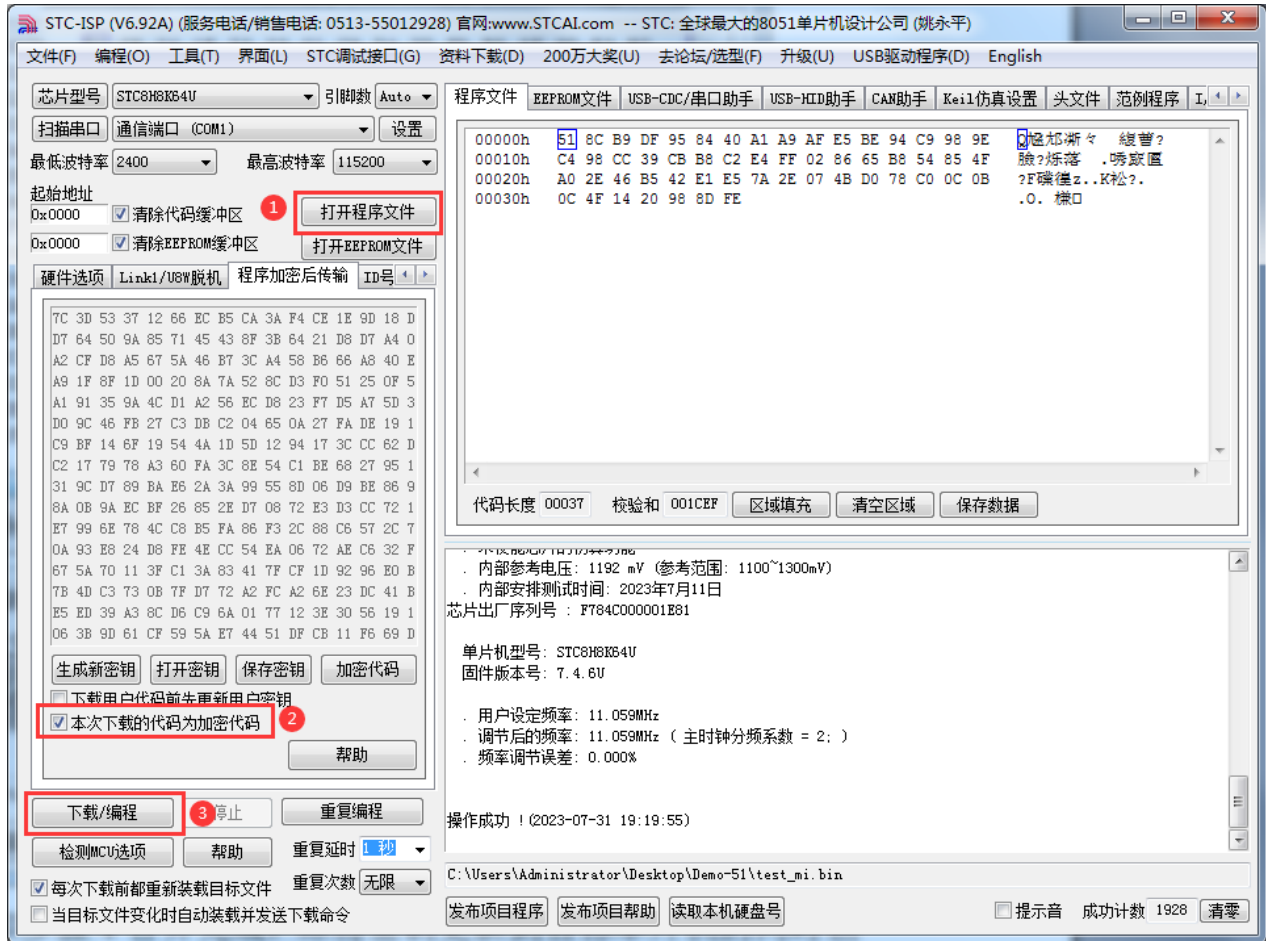 STC-ISP (V6.92A) (服务电话/销售电话: 0513-55012928) 官网:www.STCAI.com -- STC: 全球最大的8051单片机设计公司 (姚永平)
文件(F) 编程(O) 工具(T) 界面(L) STC调试接口(G) 资料下载(D) 200万大奖(U) 去论坛/选型(F) 升级(U) USB驱动程序(D) English
芯片型号 STC8H8K64U 引脚数 Auto
扫描串口 通信端口 (COM1) 设置
最低波特率 2400 最高波特率 115200
起始地址
0x0000 清除代码缓冲区 1 打开程序文件
0x0000 清除EEPROM缓冲区 打开EEPROM文件
硬件选项 Link1/U8W脱机 程序加密后传输 ID号
7C 3D 53 37 12 66 EC B5 CA 3A F4 CE 1E 9D 18 D
D7 64 50 9A 85 71 45 43 8F 3B 64 21 D8 D7 A4 0
A2 CF D8 A5 67 5A 46 B7 3C A4 58 B6 66 A8 40 E
A9 1F 8F 1D 00 20 8A 7A 52 8C D3 F0 51 25 0F 5
A1 91 35 9A 4C D1 A2 56 EC D8 23 F7 D5 A7 5D 3
D0 9C 46 FB 27 C3 DB C2 04 65 0A 27 FA DE 19 1
C9 BF 14 6F 19 54 4A 1D 5D 12 94 17 3C CC 62 D
C2 17 79 78 A3 60 FA 3C 8E 54 C1 BE 68 27 95 1
31 9C D7 89 BA E6 2A 3A 99 55 8D 06 D9 BE 86 9
8A 0B 9A EC BF 26 85 2E D7 08 72 E3 D3 CC 72 1
E7 99 6E 78 4C C8 B5 FA 86 F3 2C 88 C6 57 2C 7
0A 93 E8 24 D8 FE 4E CC 54 EA 06 72 AE C6 32 F
67 5A 70 11 3F C1 3A 83 41 7F CF 1D 92 96 E0 B
7B 4D C3 73 0B 7F D7 72 A2 FC A2 6E 23 DC 41 B
E5 ED 39 A3 8C D6 C9 6A 01 77 12 3E 30 56 19 1
06 3B 9D 61 CF 59 5A E7 44 51 DF CB 11 F6 69 D
生成新密钥 打开密钥 保存密钥 加密代码
下载用户代码前先更新用户密钥
本次下载的代码为加密代码 2
帮助
下载/编程 3 停止 重复编程
检测MCU选项 帮助 重复延时 1 秒
每次下载前都重新装载目标文件 重复次数 无限
当目标文件变化时自动装载并发送下载命令
程序文件 EEPROM文件 USB-CDC/串口助手 USB-HID助手 CAN助手 Keil仿真设置 头文件 范例程序 I,
00000h 51 8C B9 DF 95 84 40 A1 A9 AF E5 BE 94 C9 98 9E
00010h C4 98 CC 39 CB B8 C2 E4 FF 02 86 65 B8 54 85 4F
00020h A0 2E 46 B5 42 E1 E5 7A 2E 07 4B D0 78 C0 0C 0B
00030h 0C 4F 14 20 98 8D FE
代码长度 00037 校验和 001CEF 区域填充 清空区域 保存数据
. 内部参考电压: 1192 mV (参考范围: 1100~1300mV)
. 内部安排测试时间: 2023年7月11日
芯片出厂序列号 : F784C000001E81
单片机型号: STC8H8K64U
固件版本号: 7.4.6U
. 用户设定频率: 11.059MHz
. 调节后的频率: 11.059MHz ( 主时钟分频系数 = 2; )
. 频率调节误差: 0.000%
操作成功 !(2023-07-31 19:19:55)
C:\Users\Administrator\Desktop\Demo-51\test_mi.bin
发布项目程序 发布项目帮助 读取本机硬盘号 提示音 成功计数 1928 清零